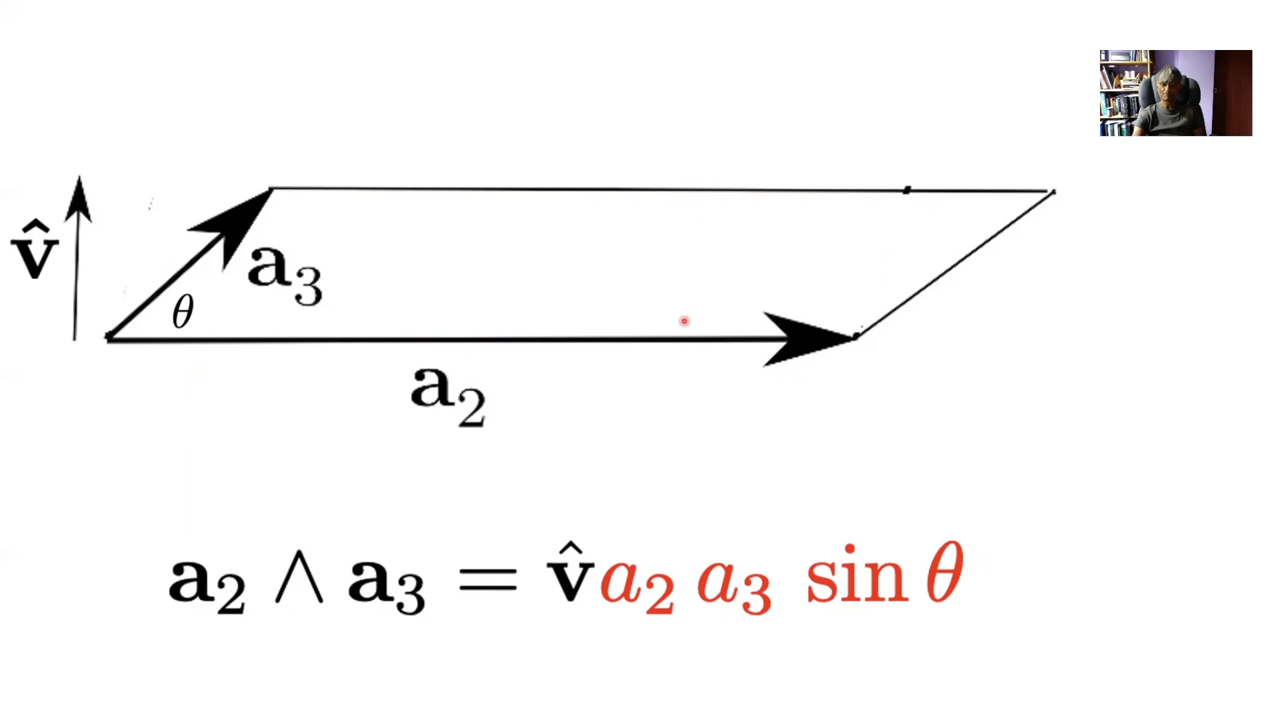 v̂
a₃
θ
a₂
a₂ ∧ a₃ = v̂a₂ a₃ sin θ